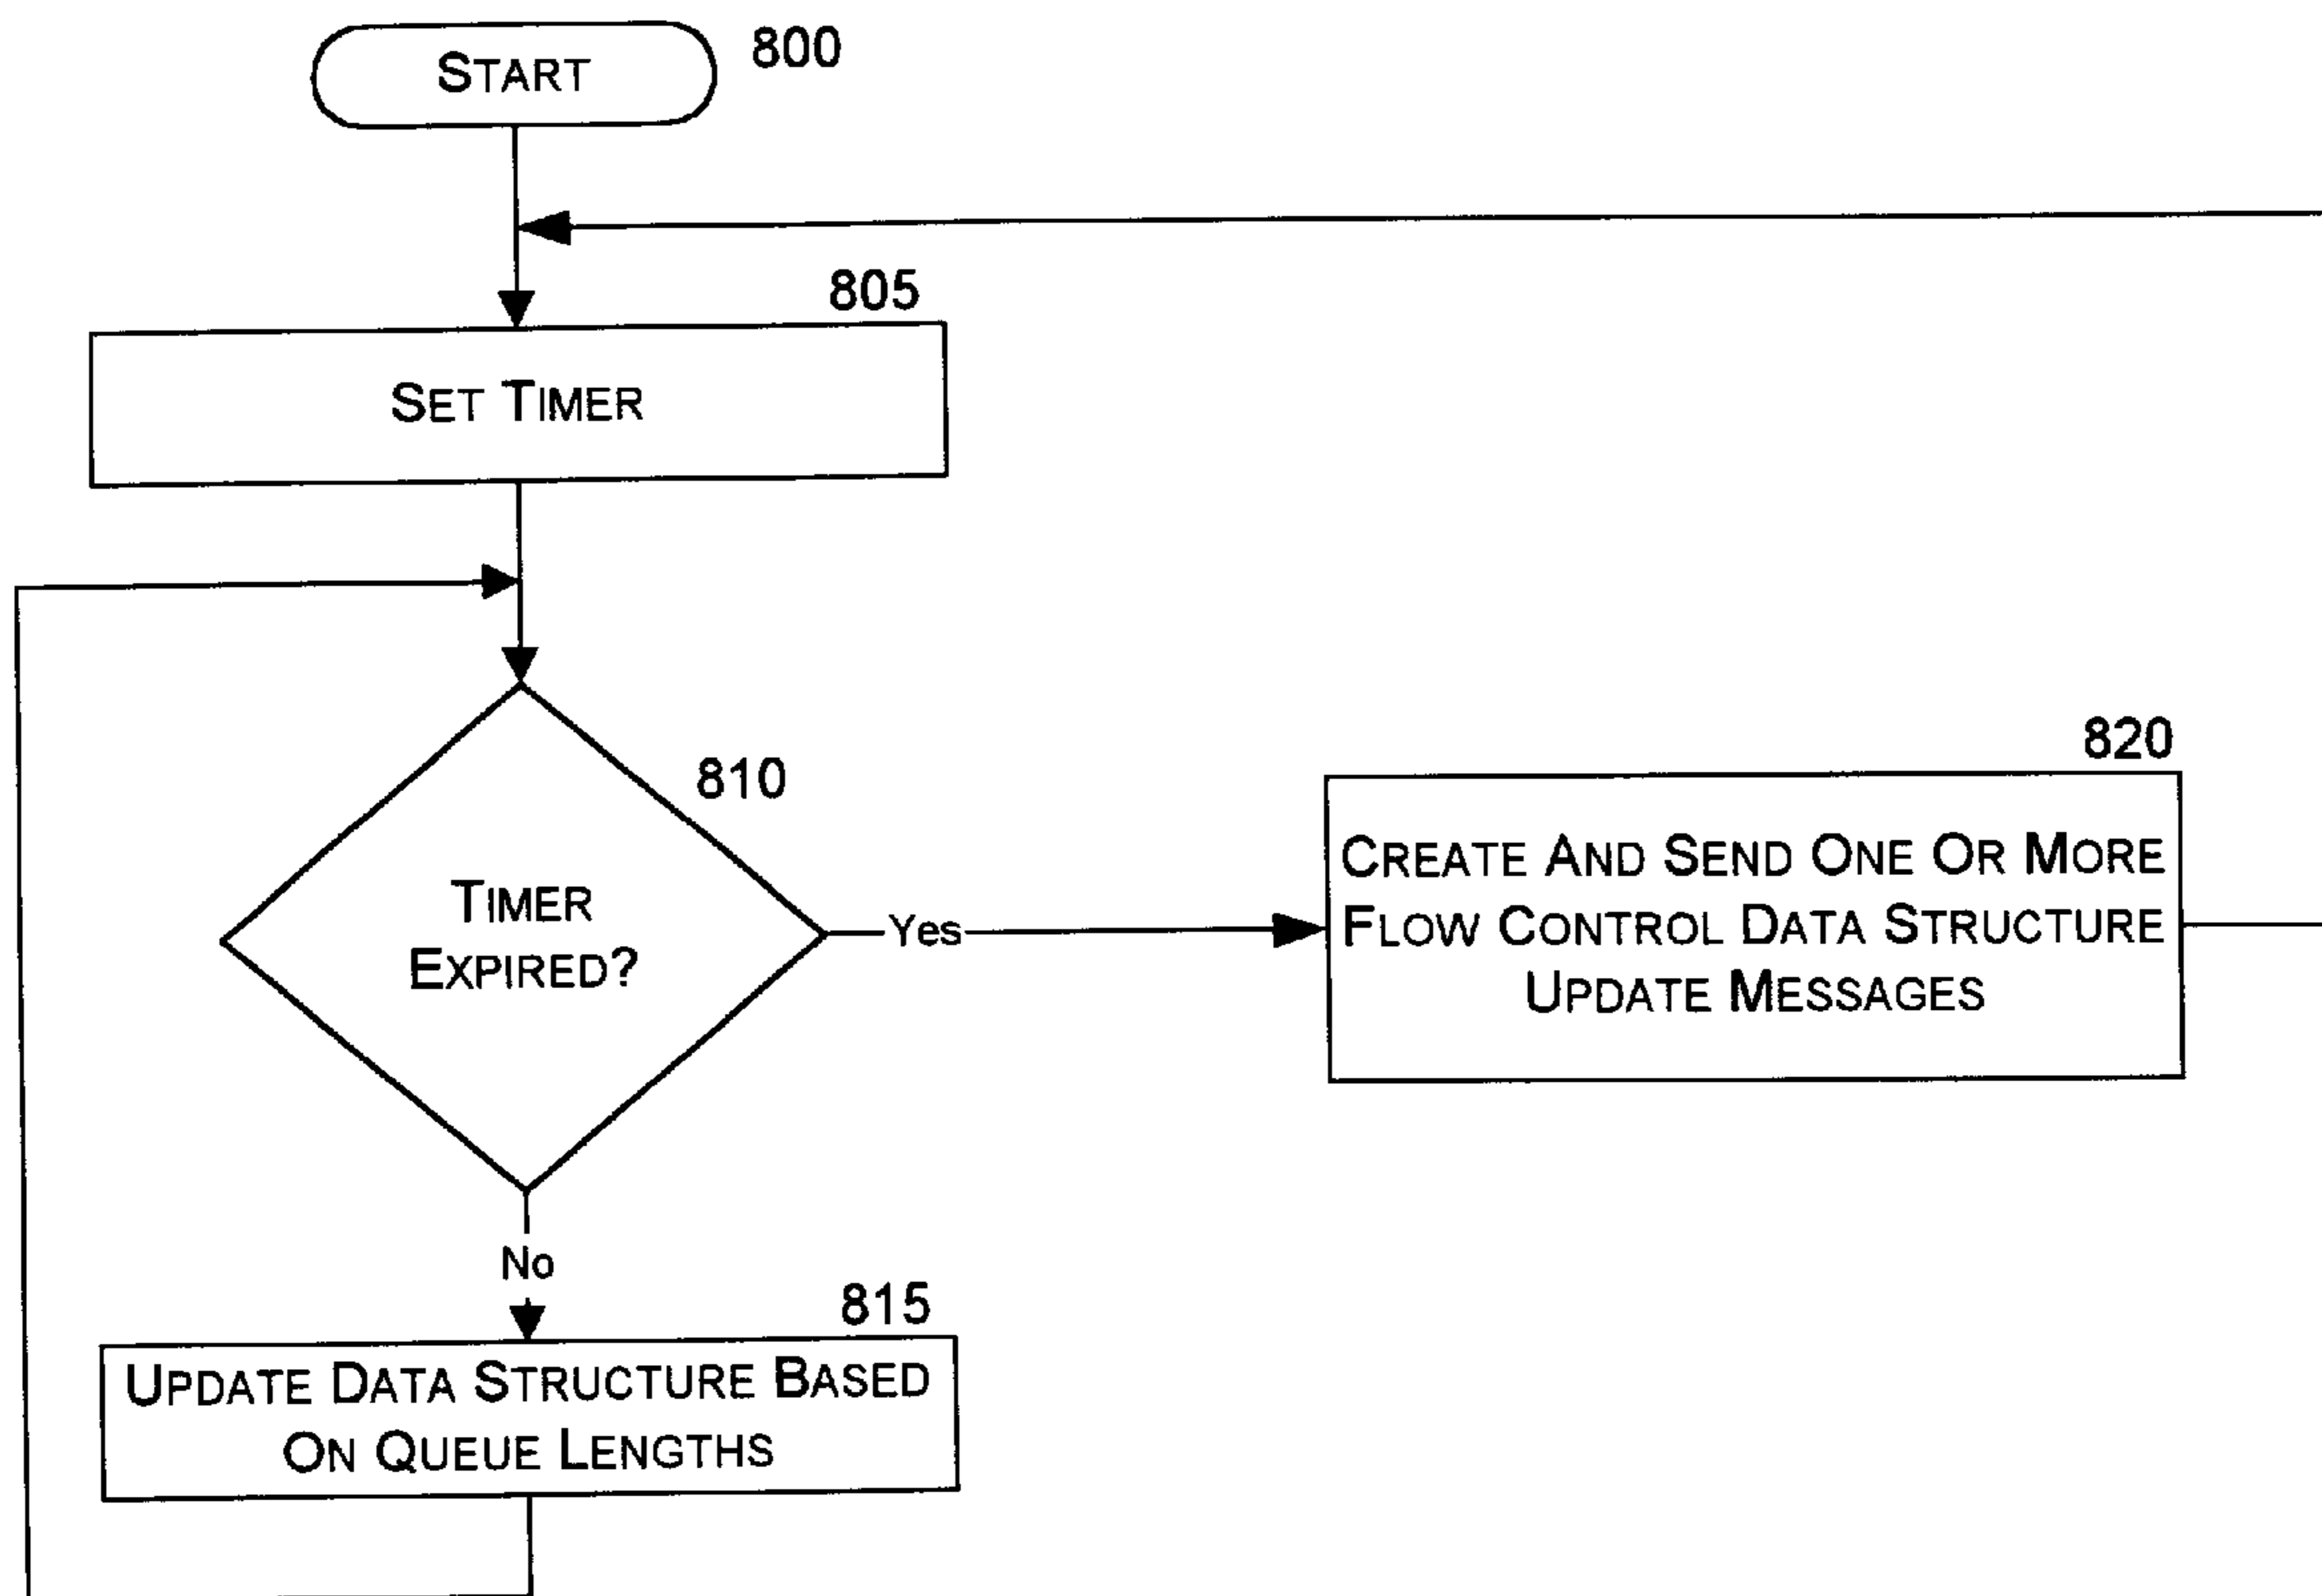 START
800
805
SET TIMER
810
TIMER
EXPIRED?
Yes
820
CREATE AND SEND ONE OR MORE
FLOW CONTROL DATA STRUCTURE
UPDATE MESSAGES
No
815
UPDATE DATA STRUCTURE BASED
ON QUEUE LENGTHS